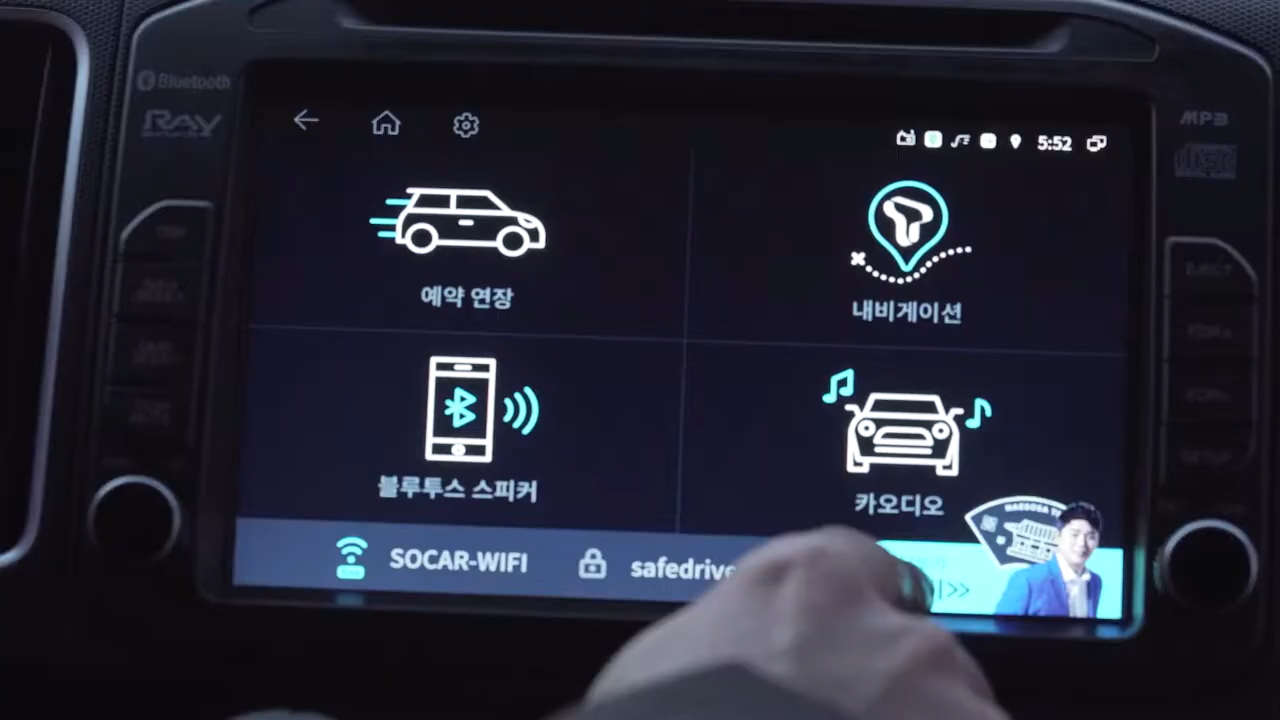 Bluetooth
RAY
MP3
5:52
예약 연장
내비게이션
블루투스 스피커
카오디오
SOCAR-WIFI
safedrive
>>
EJECT